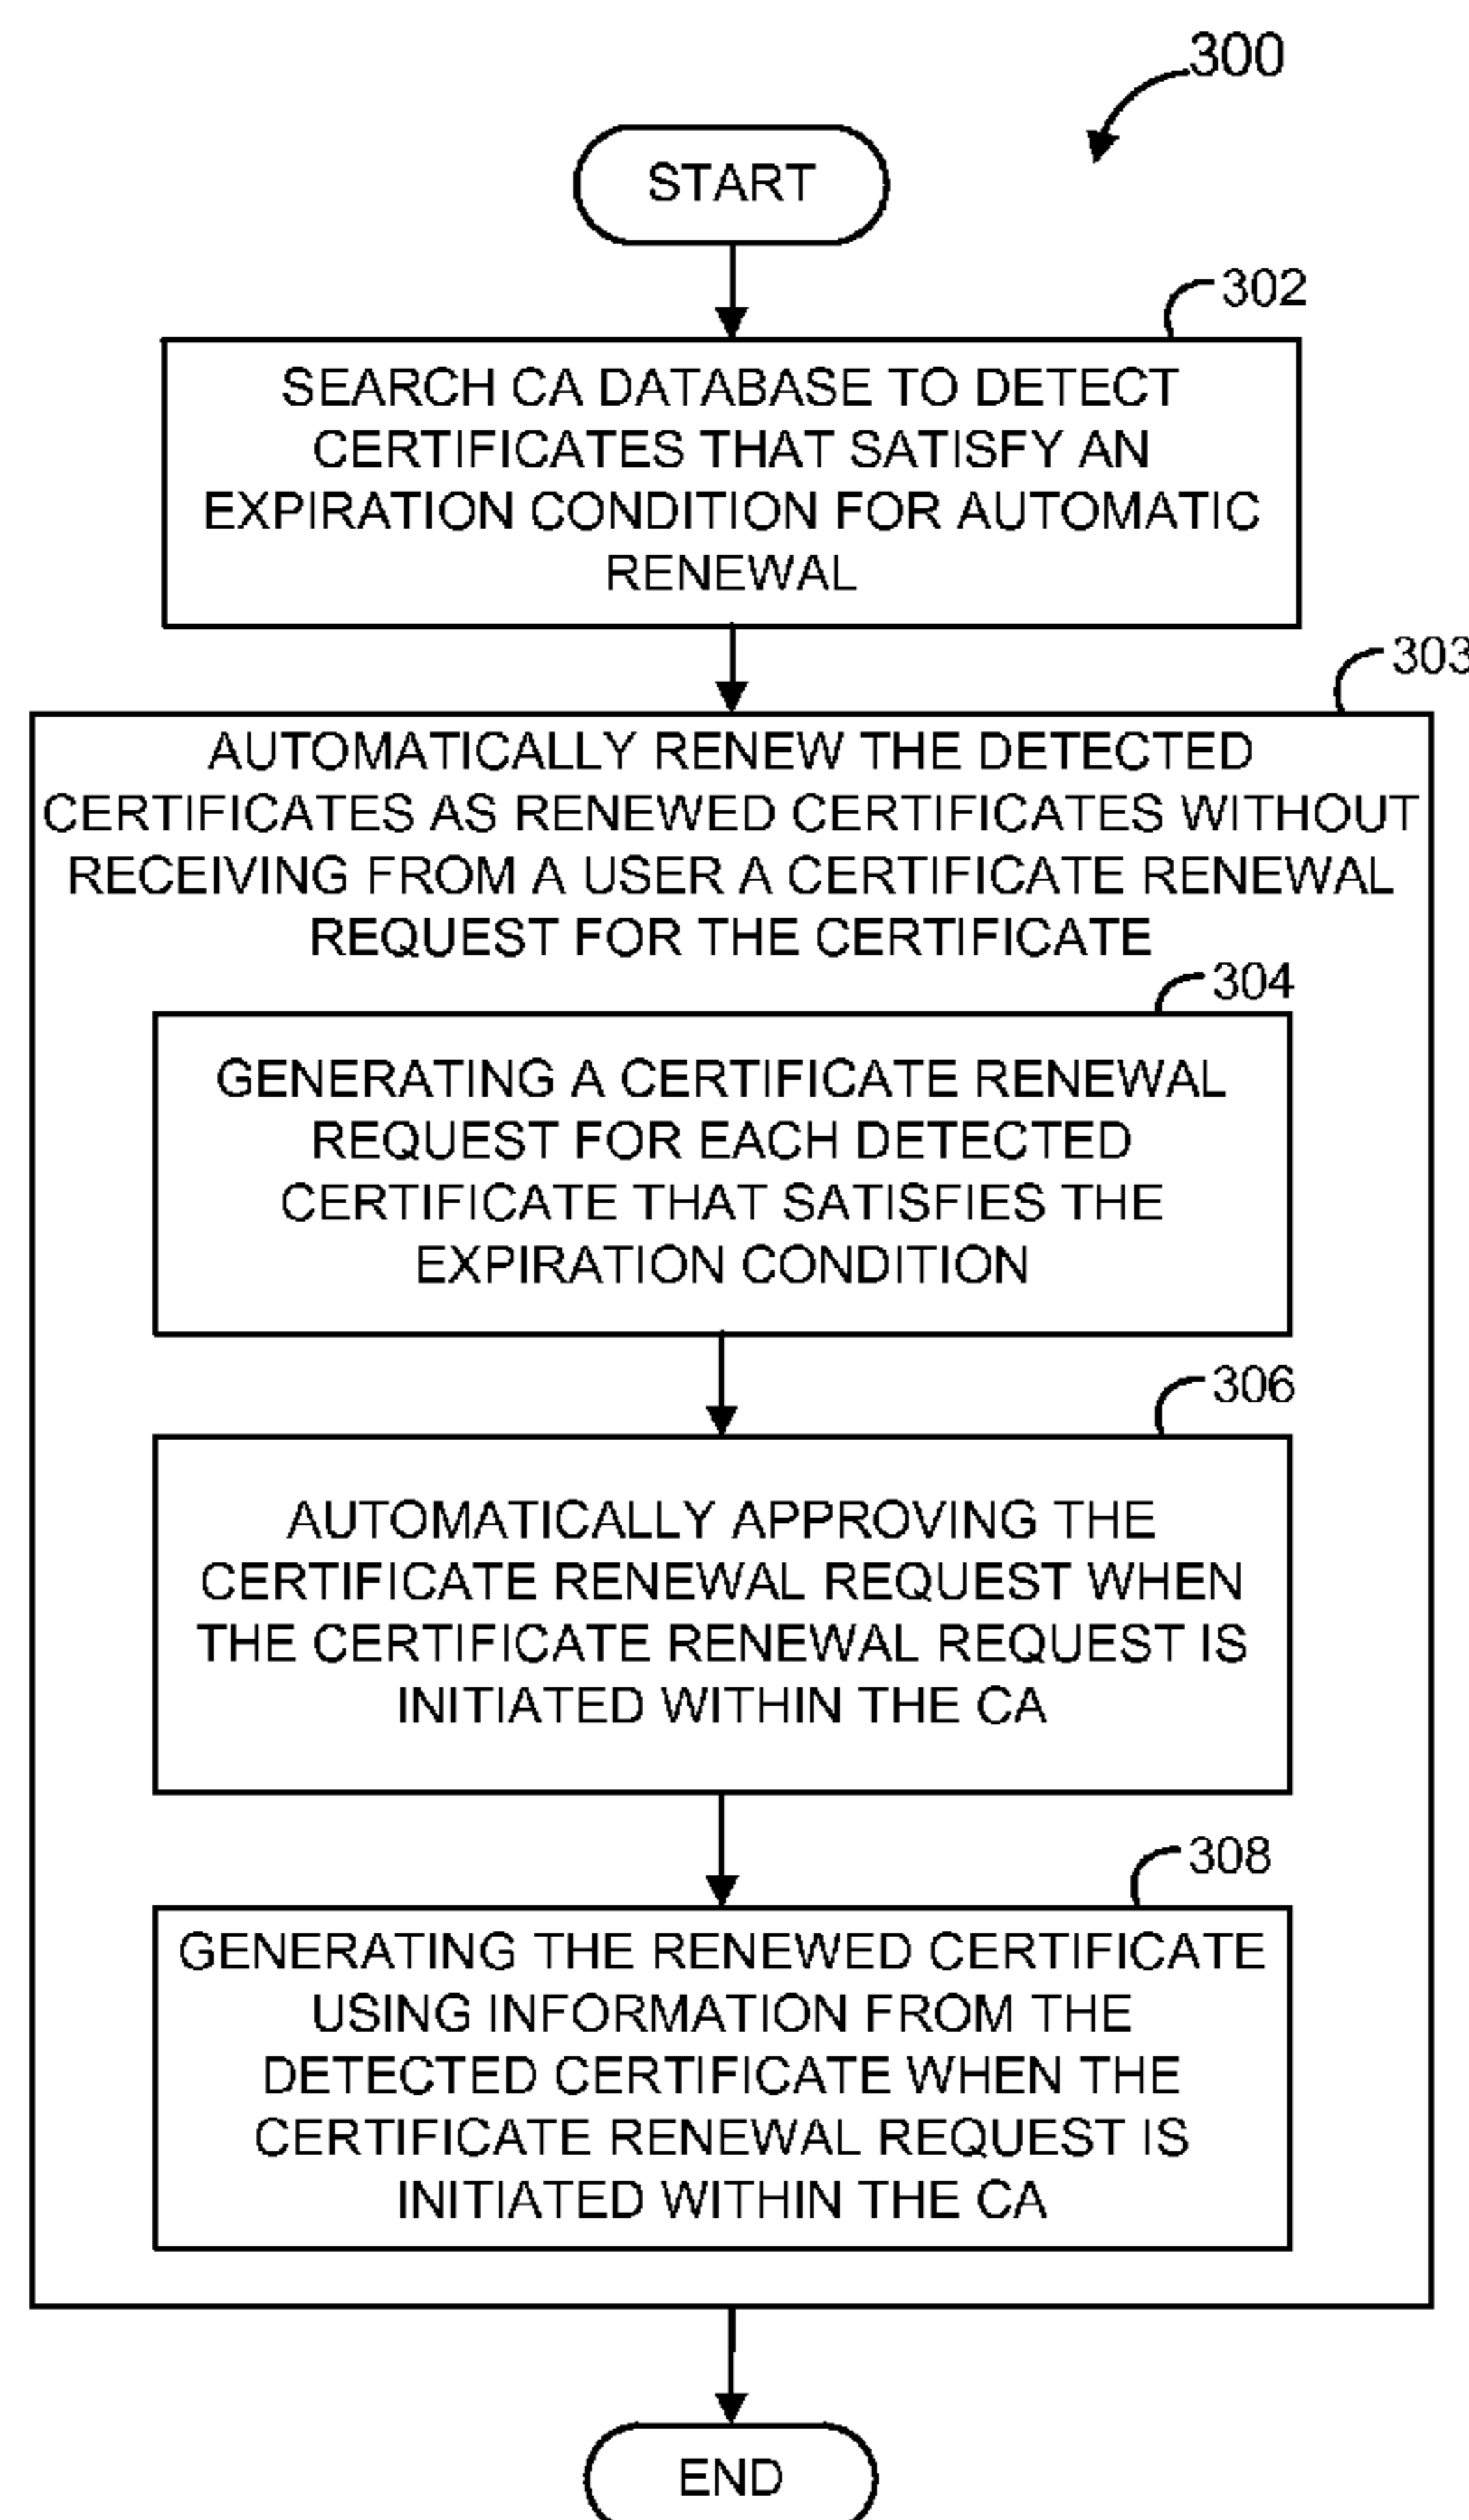 300
START
302
SEARCH CA DATABASE TO DETECT
CERTIFICATES THAT SATISFY AN
EXPIRATION CONDITION FOR AUTOMATIC
RENEWAL
303
AUTOMATICALLY RENEW THE DETECTED
CERTIFICATES AS RENEWED CERTIFICATES WITHOUT
RECEIVING FROM A USER A CERTIFICATE RENEWAL
REQUEST FOR THE CERTIFICATE
304
GENERATING A CERTIFICATE RENEWAL
REQUEST FOR EACH DETECTED
CERTIFICATE THAT SATISFIES THE
EXPIRATION CONDITION
306
AUTOMATICALLY APPROVING THE
CERTIFICATE RENEWAL REQUEST WHEN
THE CERTIFICATE RENEWAL REQUEST IS
INITIATED WITHIN THE CA
308
GENERATING THE RENEWED CERTIFICATE
USING INFORMATION FROM THE
DETECTED CERTIFICATE WHEN THE
CERTIFICATE RENEWAL REQUEST IS
INITIATED WITHIN THE CA
END